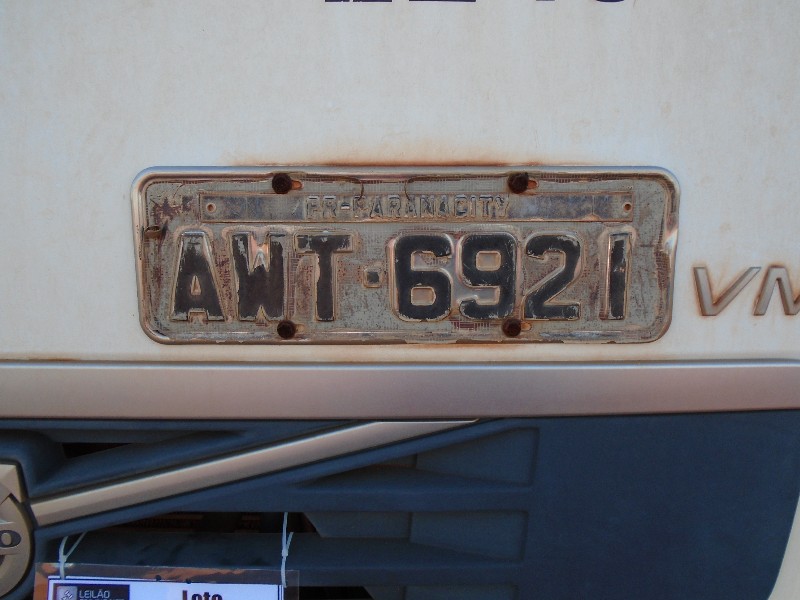 PR-PARANACITY
AWT·6921
VM
LEILÃO
Lote